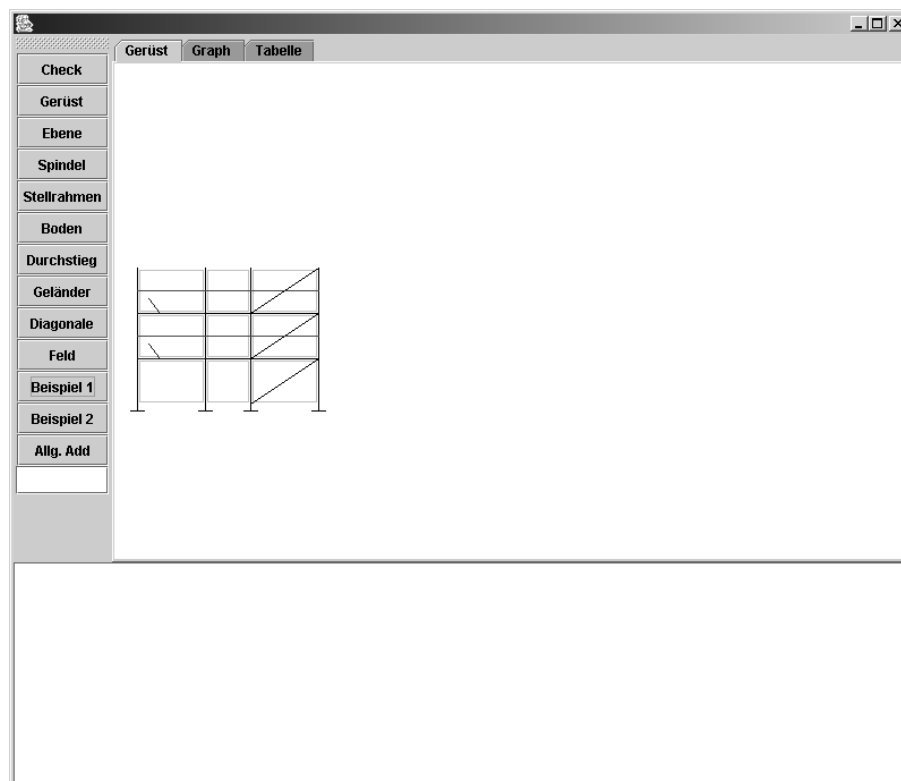 Gerüst Graph Tabelle
Check
Gerüst
Ebene
Spindel
Stellrahmen
Boden
Durchstieg
Geländer
Diagonale
Feld
Beispiel 1
Beispiel 2
Allg. Add